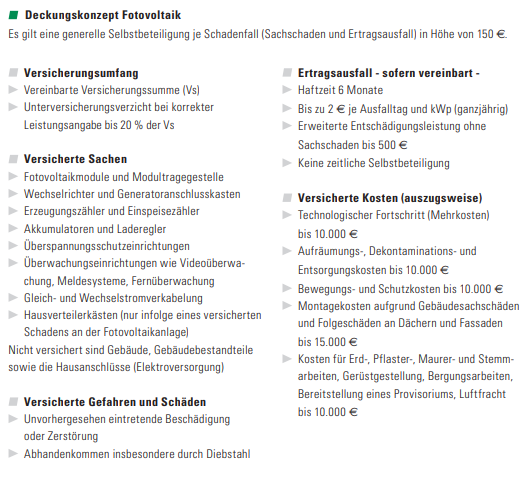 Deckungskonzept Fotovoltaik
Es gilt eine generelle Selbstbeteiligung je Schadenfall (Sachschaden und Ertragsausfall) in Höhe von 150 €.
Versicherungsumfang
Vereinbarte Versicherungssumme (Vs)
Unterversicherungsverzicht bei korrekter
Leistungsangabe bis 20 % der Vs
Versicherte Sachen
Fotovoltaikmodule und Modultragegestelle
Wechselrichter und Generatoranschlusskasten
Erzeugungszähler und Einspeisezähler
Akkumulatoren und Laderegler
Überspannungsschutzeinrichtungen
Überwachungseinrichtungen wie Videoüberwa-
chung, Meldesysteme, Fernüberwachung
Gleich- und Wechselstromverkabelung
Hausverteilerkästen (nur infolge eines versicherten
Schadens an der Fotovoltaikanlage)
Nicht versichert sind Gebäude, Gebäudebestandteile
sowie die Hausanschlüsse (Elektroversorgung)
Versicherte Gefahren und Schäden
Unvorhergesehen eintretende Beschädigung
oder Zerstörung
Abhandenkommen insbesondere durch Diebstahl
Ertragsausfall - sofern vereinbart -
Haftzeit 6 Monate
Bis zu 2 € je Ausfalltag und kWp (ganzjährig)
Erweiterte Entschädigungsleistung ohne
Sachschaden bis 500 €
Keine zeitliche Selbstbeteiligung
Versicherte Kosten (auszugsweise)
Technologischer Fortschritt (Mehrkosten)
bis 10.000 €
Aufräumungs-, Dekontaminations- und
Entsorgungskosten bis 10.000 €
Bewegungs- und Schutzkosten bis 10.000 €
Montagekosten aufgrund Gebäudesachschäden
und Folgeschäden an Dächern und Fassaden
bis 15.000 €
Kosten für Erd-, Pflaster-, Maurer- und Stemm-
arbeiten, Gerüstgestellung, Bergungsarbeiten,
Bereitstellung eines Provisoriums, Luftfracht
bis 10.000 €